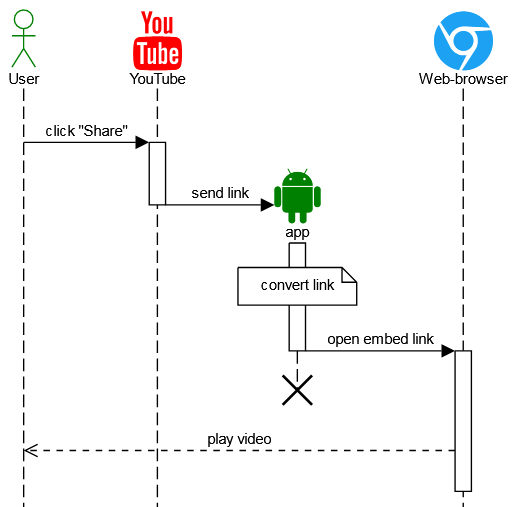 You
Tube
User
YouTube
Web-browser
click "Share"
send link
app
convert link
open embed link
play video